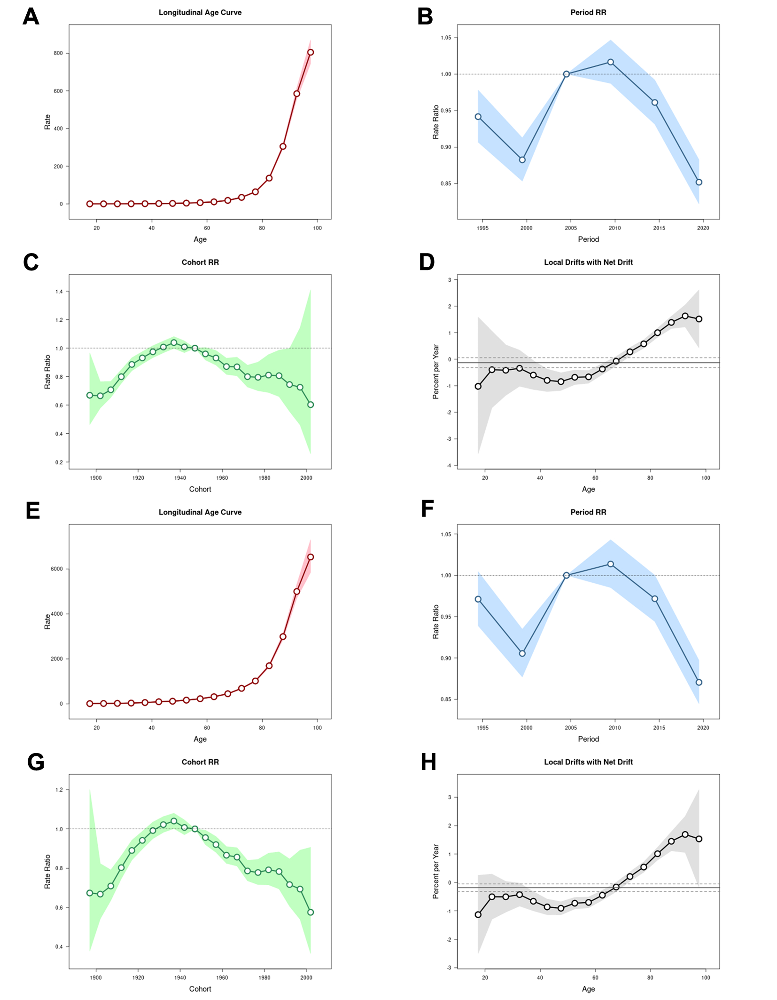 A
Longitudinal Age Curve
Rate
800
600
400
200
0
20 40 60 80 100
Age
B
Period RR
Rate Ratio
1.05
1.00
0.95
0.90
0.85
1995 2000 2005 2010 2015 2020
Period
C
Cohort RR
Rate Ratio
1.4
1.2
1.0
0.8
0.6
0.4
0.2
1900 1920 1940 1960 1980 2000
Cohort
D
Local Drifts with Net Drift
Percent per Year
3
2
1
0
-1
-2
-3
-4
20 40 60 80 100
Age
E
Longitudinal Age Curve
Rate
6000
4000
2000
0
20 40 60 80 100
Age
F
Period RR
Rate Ratio
1.05
1.00
0.95
0.90
0.85
1995 2000 2005 2010 2015 2020
Period
G
Cohort RR
Rate Ratio
1.2
1.0
0.8
0.6
0.4
1900 1920 1940 1960 1980 2000
Cohort
H
Local Drifts with Net Drift
Percent per Year
3
2
1
0
-1
-2
-3
20 40 60 80 100
Age